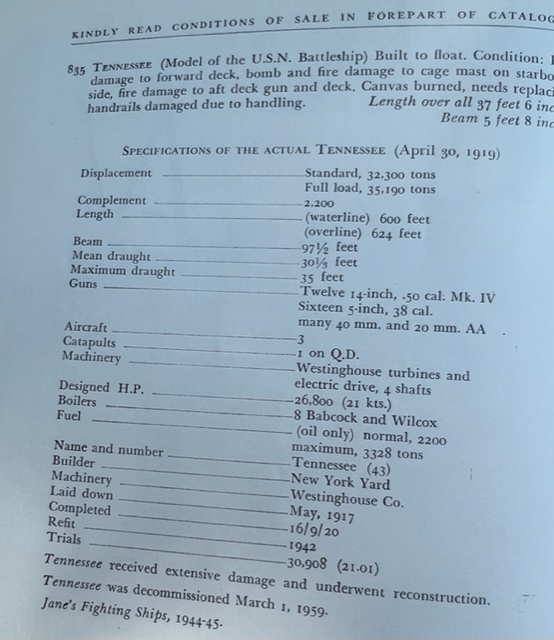 KINDLY READ CONDITIONS OF SALE IN FOREPART OF CATALOG
835 TENNESSEE (Model of the U.S.N. Battleship) Built to float. Condition:
damage to forward deck, bomb and fire damage to cage mast on starbo
side, fire damage to aft deck gun and deck. Canvas burned, needs replaci
handrails damaged due to handling. Length over all 37 feet 6 inc
Beam 5 feet 8 inc
SPECIFICATIONS OF THE ACTUAL TENNESSEE (April 30, 1919)
Displacement Standard, 32,300 tons
Full load, 35,190 tons
Complement 2,200
Length (waterline) 600 feet
(overline) 624 feet
Beam 97½ feet
Mean draught 30⅓ feet
Maximum draught 35 feet
Guns Twelve 14-inch, .50 cal. Mk. IV
Sixteen 5-inch, 38 cal.
many 40 mm. and 20 mm. AA
Aircraft 3
Catapults 1 on Q.D.
Machinery Westinghouse turbines and
electric drive, 4 shafts
Designed H.P. 26,800 (21 kts.)
Boilers 8 Babcock and Wilcox
Fuel (oil only) normal, 2200
maximum, 3328 tons
Name and number Tennessee (43)
Builder New York Yard
Machinery Westinghouse Co.
Laid down May, 1917
Completed 16/9/20
Refit 1942
Trials 30,908 (21.01)
Tennessee received extensive damage and underwent reconstruction.
Tennessee was decommissioned March 1, 1959.
Jane's Fighting Ships, 1944-45.